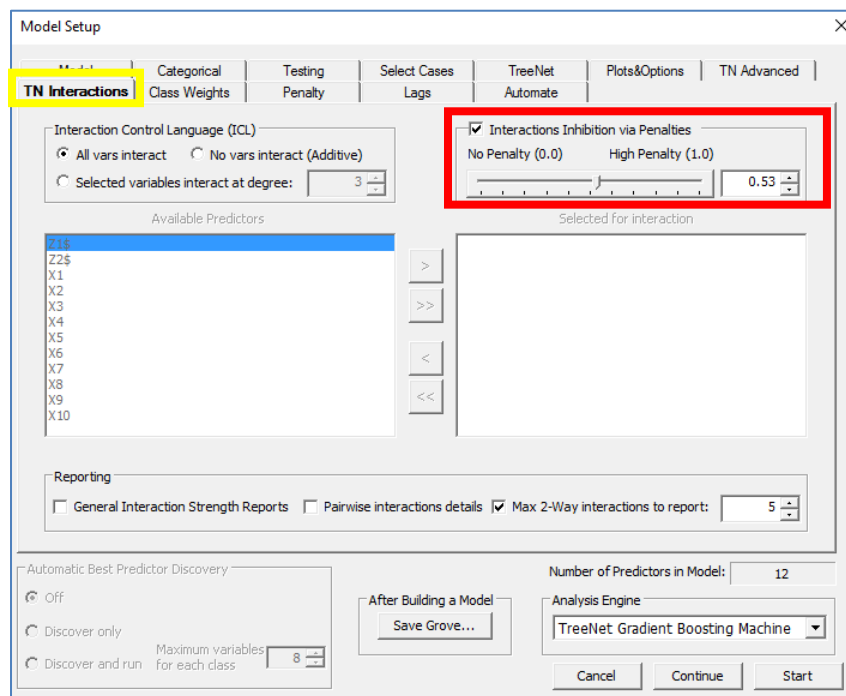 Model Setup
Model Categorical Testing Select Cases TreeNet Plots&Options TN Advanced
TN Interactions Class Weights Penalty Lags Automate
Interaction Control Language (ICL)
All vars interact No vars interact (Additive)
Selected variables interact at degree: 3
Interactions Inhibition via Penalties
No Penalty (0.0) High Penalty (1.0)
0.53
Available Predictors
Selected for interaction
Z1$
Z2$
X1
X2
X3
X4
X5
X6
X7
X8
X9
X10
>
>>
<
<<
Reporting
General Interaction Strength Reports Pairwise interactions details Max 2-Way interactions to report: 5
Automatic Best Predictor Discovery
Off
Discover only
Discover and run
Maximum variables
for each class
8
After Building a Model
Save Grove...
Number of Predictors in Model: 12
Analysis Engine
TreeNet Gradient Boosting Machine
Cancel Continue Start